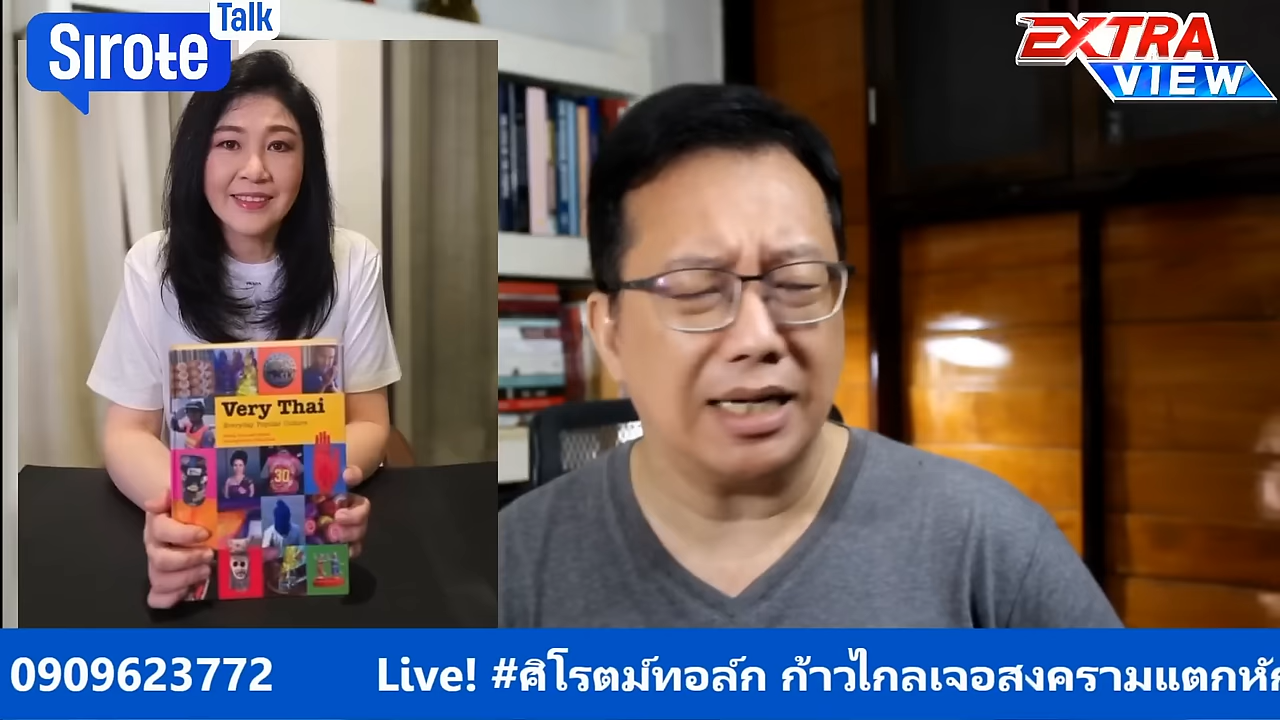 Talk
Sirote
EXTRA
VIEW
Very Thai
Everyday Popular Culture
30
0909623772 Live! #ศิโรตม์ทอล์ก ก้าวไกลเจอสงครามแตกหัก